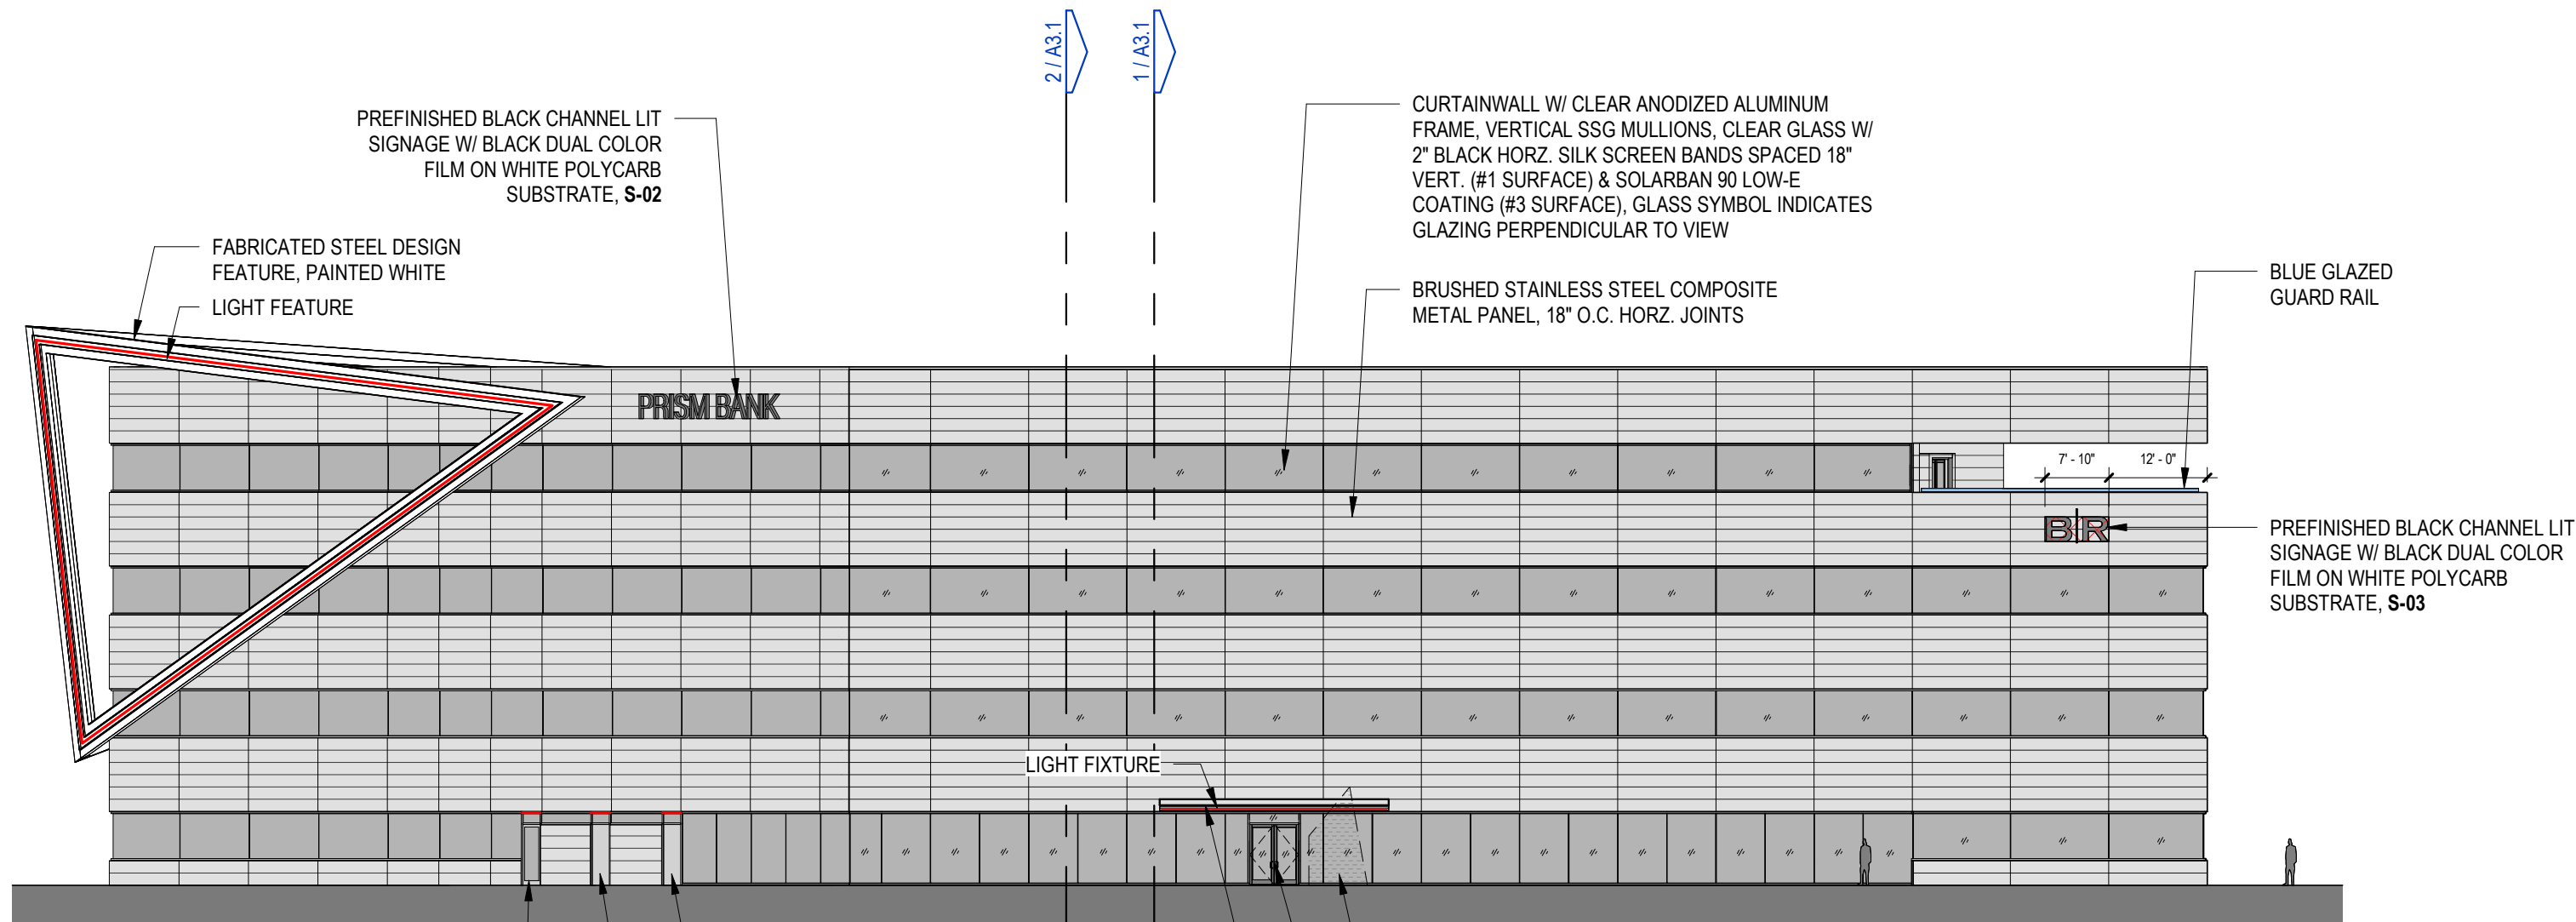 2 / A3.1
1 / A3.1
PREFINISHED BLACK CHANNEL LIT
SIGNAGE W/ BLACK DUAL COLOR
FILM ON WHITE POLYCARB
SUBSTRATE, S-02
CURTAINWALL W/ CLEAR ANODIZED ALUMINUM
FRAME, VERTICAL SSG MULLIONS, CLEAR GLASS W/
2" BLACK HORZ. SILK SCREEN BANDS SPACED 18"
VERT. (#1 SURFACE) & SOLARBAN 90 LOW-E
COATING (#3 SURFACE), GLASS SYMBOL INDICATES
GLAZING PERPENDICULAR TO VIEW
FABRICATED STEEL DESIGN
FEATURE, PAINTED WHITE
LIGHT FEATURE
BRUSHED STAINLESS STEEL COMPOSITE
METAL PANEL, 18" O.C. HORZ. JOINTS
BLUE GLAZED
GUARD RAIL
PRISM BANK
7' - 10"
12' - 0"
B R
PREFINISHED BLACK CHANNEL LIT
SIGNAGE W/ BLACK DUAL COLOR
FILM ON WHITE POLYCARB
SUBSTRATE, S-03
LIGHT FIXTURE